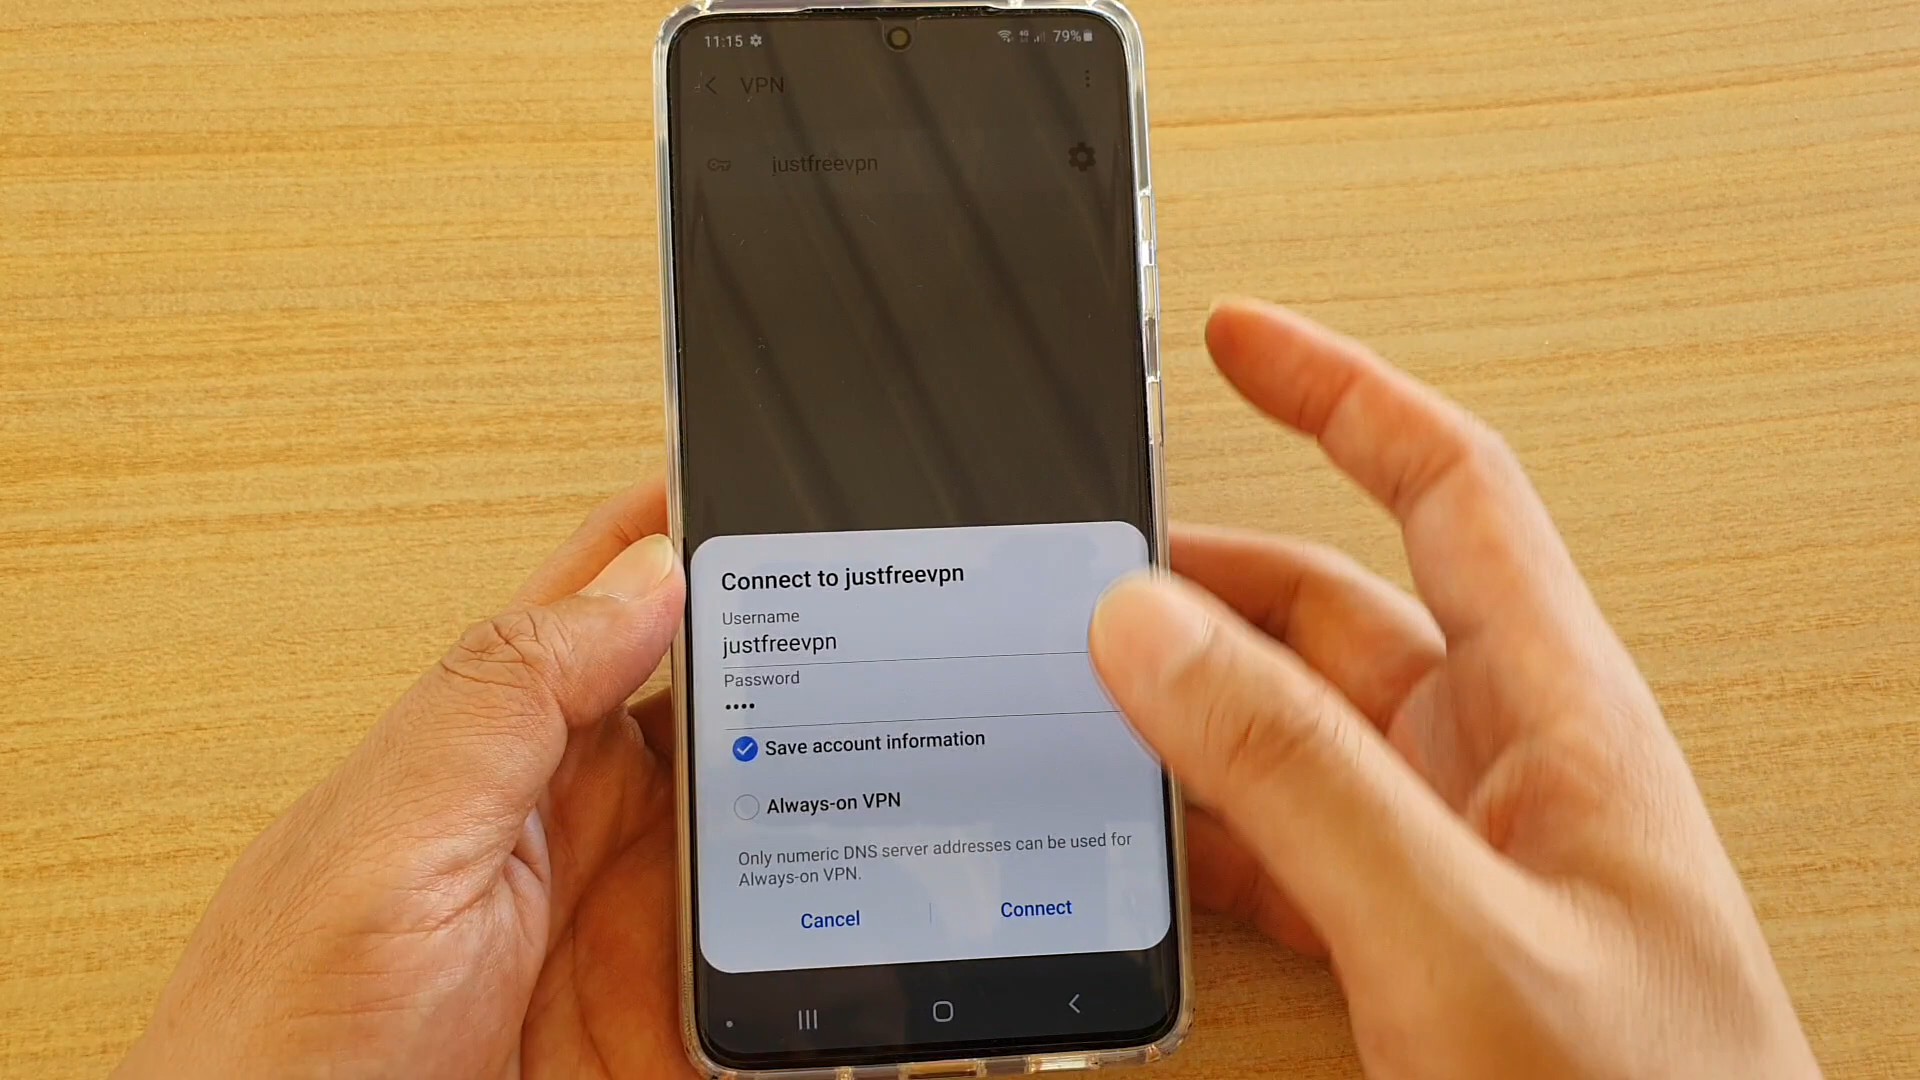 11:15
79%
VPN
justfreevpn
Connect to justfreevpn
Username
justfreevpn
Password
••••
Save account information
Always-on VPN
Only numeric DNS server addresses can be used for
Always-on VPN.
Cancel
Connect